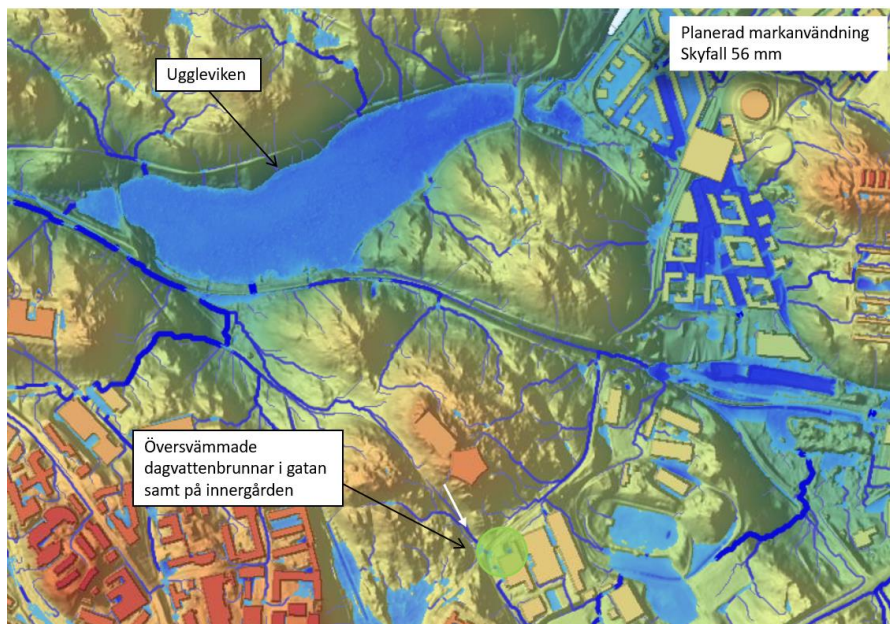 Planerad markanvändning
Skyfall 56 mm
Uggleviken
Översvämmade
dagvattenbrunnar i gatan
samt på innergården